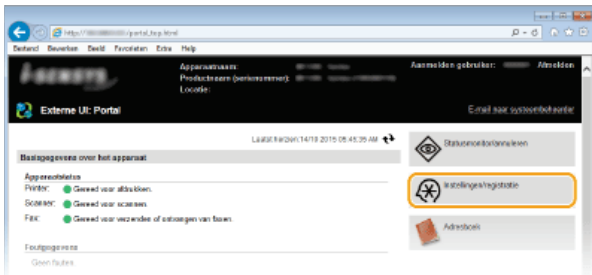 http:// /portal_top.html
Bestand Bewerken Beeld Favorieten Extra Help
Apparaatnaam:
Productnaam (serienummer):
Locatie:
Aanmelden gebruiker: Afmelden
Externe UI: Portal
E-mail naar systeembeheerder
Laatst herzien: 14/10 2015 05:45:35 AM
Basisgegevens over het apparaat
Apparaatstatus
Printer: Gereed voor afdrukken.
Scanner: Gereed voor scannen.
Fax: Gereed voor verzenden of ontvangen van faxen.
Foutgegevens
Geen fouten.
Statusmonitor/annuleren
Instellingen/registratie
Adresboek